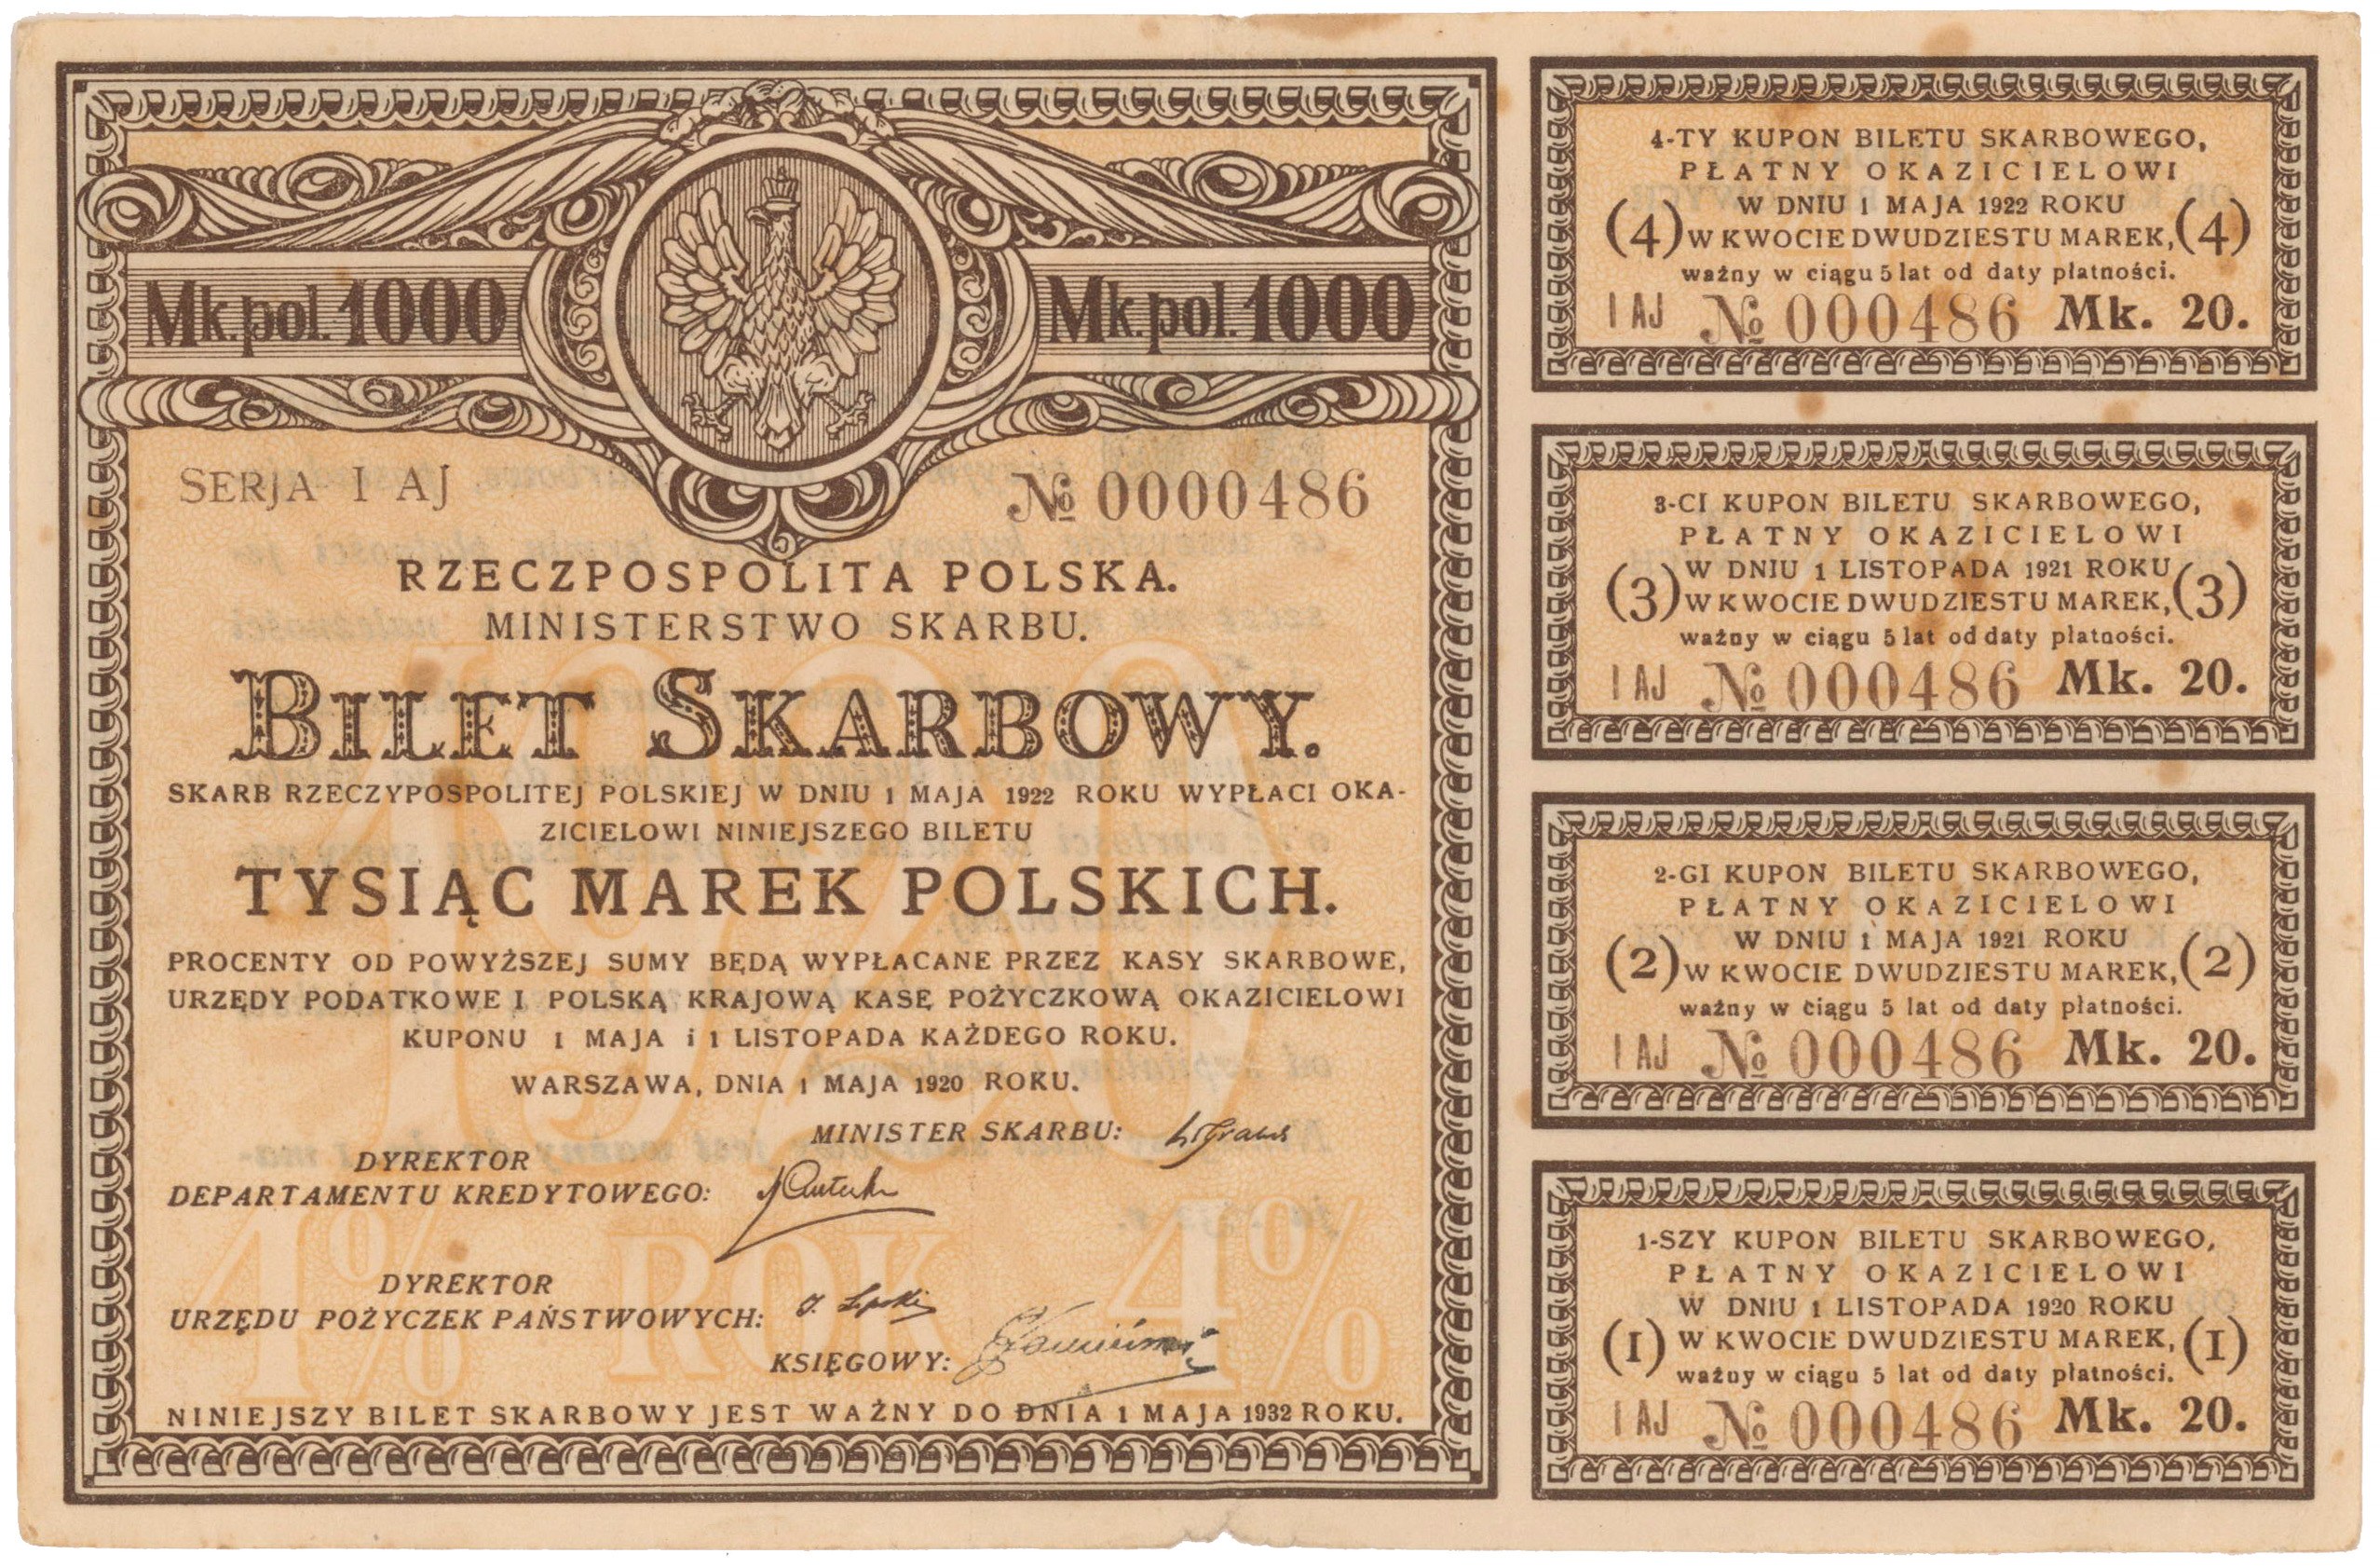 Mk. pol. 1000 Mk. pol. 1000
SERJA I AJ № 0000486
RZECZPOSPOLITA POLSKA.
MINISTERSTWO SKARBU.
BILET SKARBOWY.
SKARB RZECZYPOSPOLITEJ POLSKIEJ W DNIU 1 MAJA 1922 ROKU WYPŁACI OKA-
ZICIELOWI NINIEJSZEGO BILETU
TYSIĄC MAREK POLSKICH.
PROCENTY OD POWYŻSZEJ SUMY BĘDĄ WYPŁACANE PRZEZ KASY SKARBOWE,
URZĘDY PODATKOWE I POLSKĄ KRAJOWĄ KASĘ POŻYCZKOWĄ OKAZICIELOWI
KUPONU 1 MAJA i 1 LISTOPADA KAŻDEGO ROKU.
WARSZAWA, DNIA 1 MAJA 1920 ROKU.
MINISTER SKARBU:
DYREKTOR
DEPARTAMENTU KREDYTOWEGO:
DYREKTOR
URZĘDU POŻYCZEK PAŃSTWOWYCH:
KSIĘGOWY:
1920
4% ROK 4%
NINIEJSZY BILET SKARBOWY JEST WAŻNY DO DNIA 1 MAJA 1932 ROKU.
4-TY KUPON BILETU SKARBOWEGO,
PŁATNY OKAZICIELOWI
W DNIU 1 MAJA 1922 ROKU
(4) W KWOCIE DWUDZIESTU MAREK, (4)
ważny w ciągu 5 lat od daty płatności.
I AJ № 000486 Mk. 20.
3-CI KUPON BILETU SKARBOWEGO,
PŁATNY OKAZICIELOWI
W DNIU 1 LISTOPADA 1921 ROKU
(3) W KWOCIE DWUDZIESTU MAREK, (3)
ważny w ciągu 5 lat od daty płatności.
I AJ № 000486 Mk. 20.
2-GI KUPON BILETU SKARBOWEGO,
PŁATNY OKAZICIELOWI
W DNIU 1 MAJA 1921 ROKU
(2) W KWOCIE DWUDZIESTU MAREK, (2)
ważny w ciągu 5 lat od daty płatności.
I AJ № 000486 Mk. 20.
1-SZY KUPON BILETU SKARBOWEGO,
PŁATNY OKAZICIELOWI
W DNIU 1 LISTOPADA 1920 ROKU
(1) W KWOCIE DWUDZIESTU MAREK, (1)
ważny w ciągu 5 lat od daty płatności.
I AJ № 000486 Mk. 20.